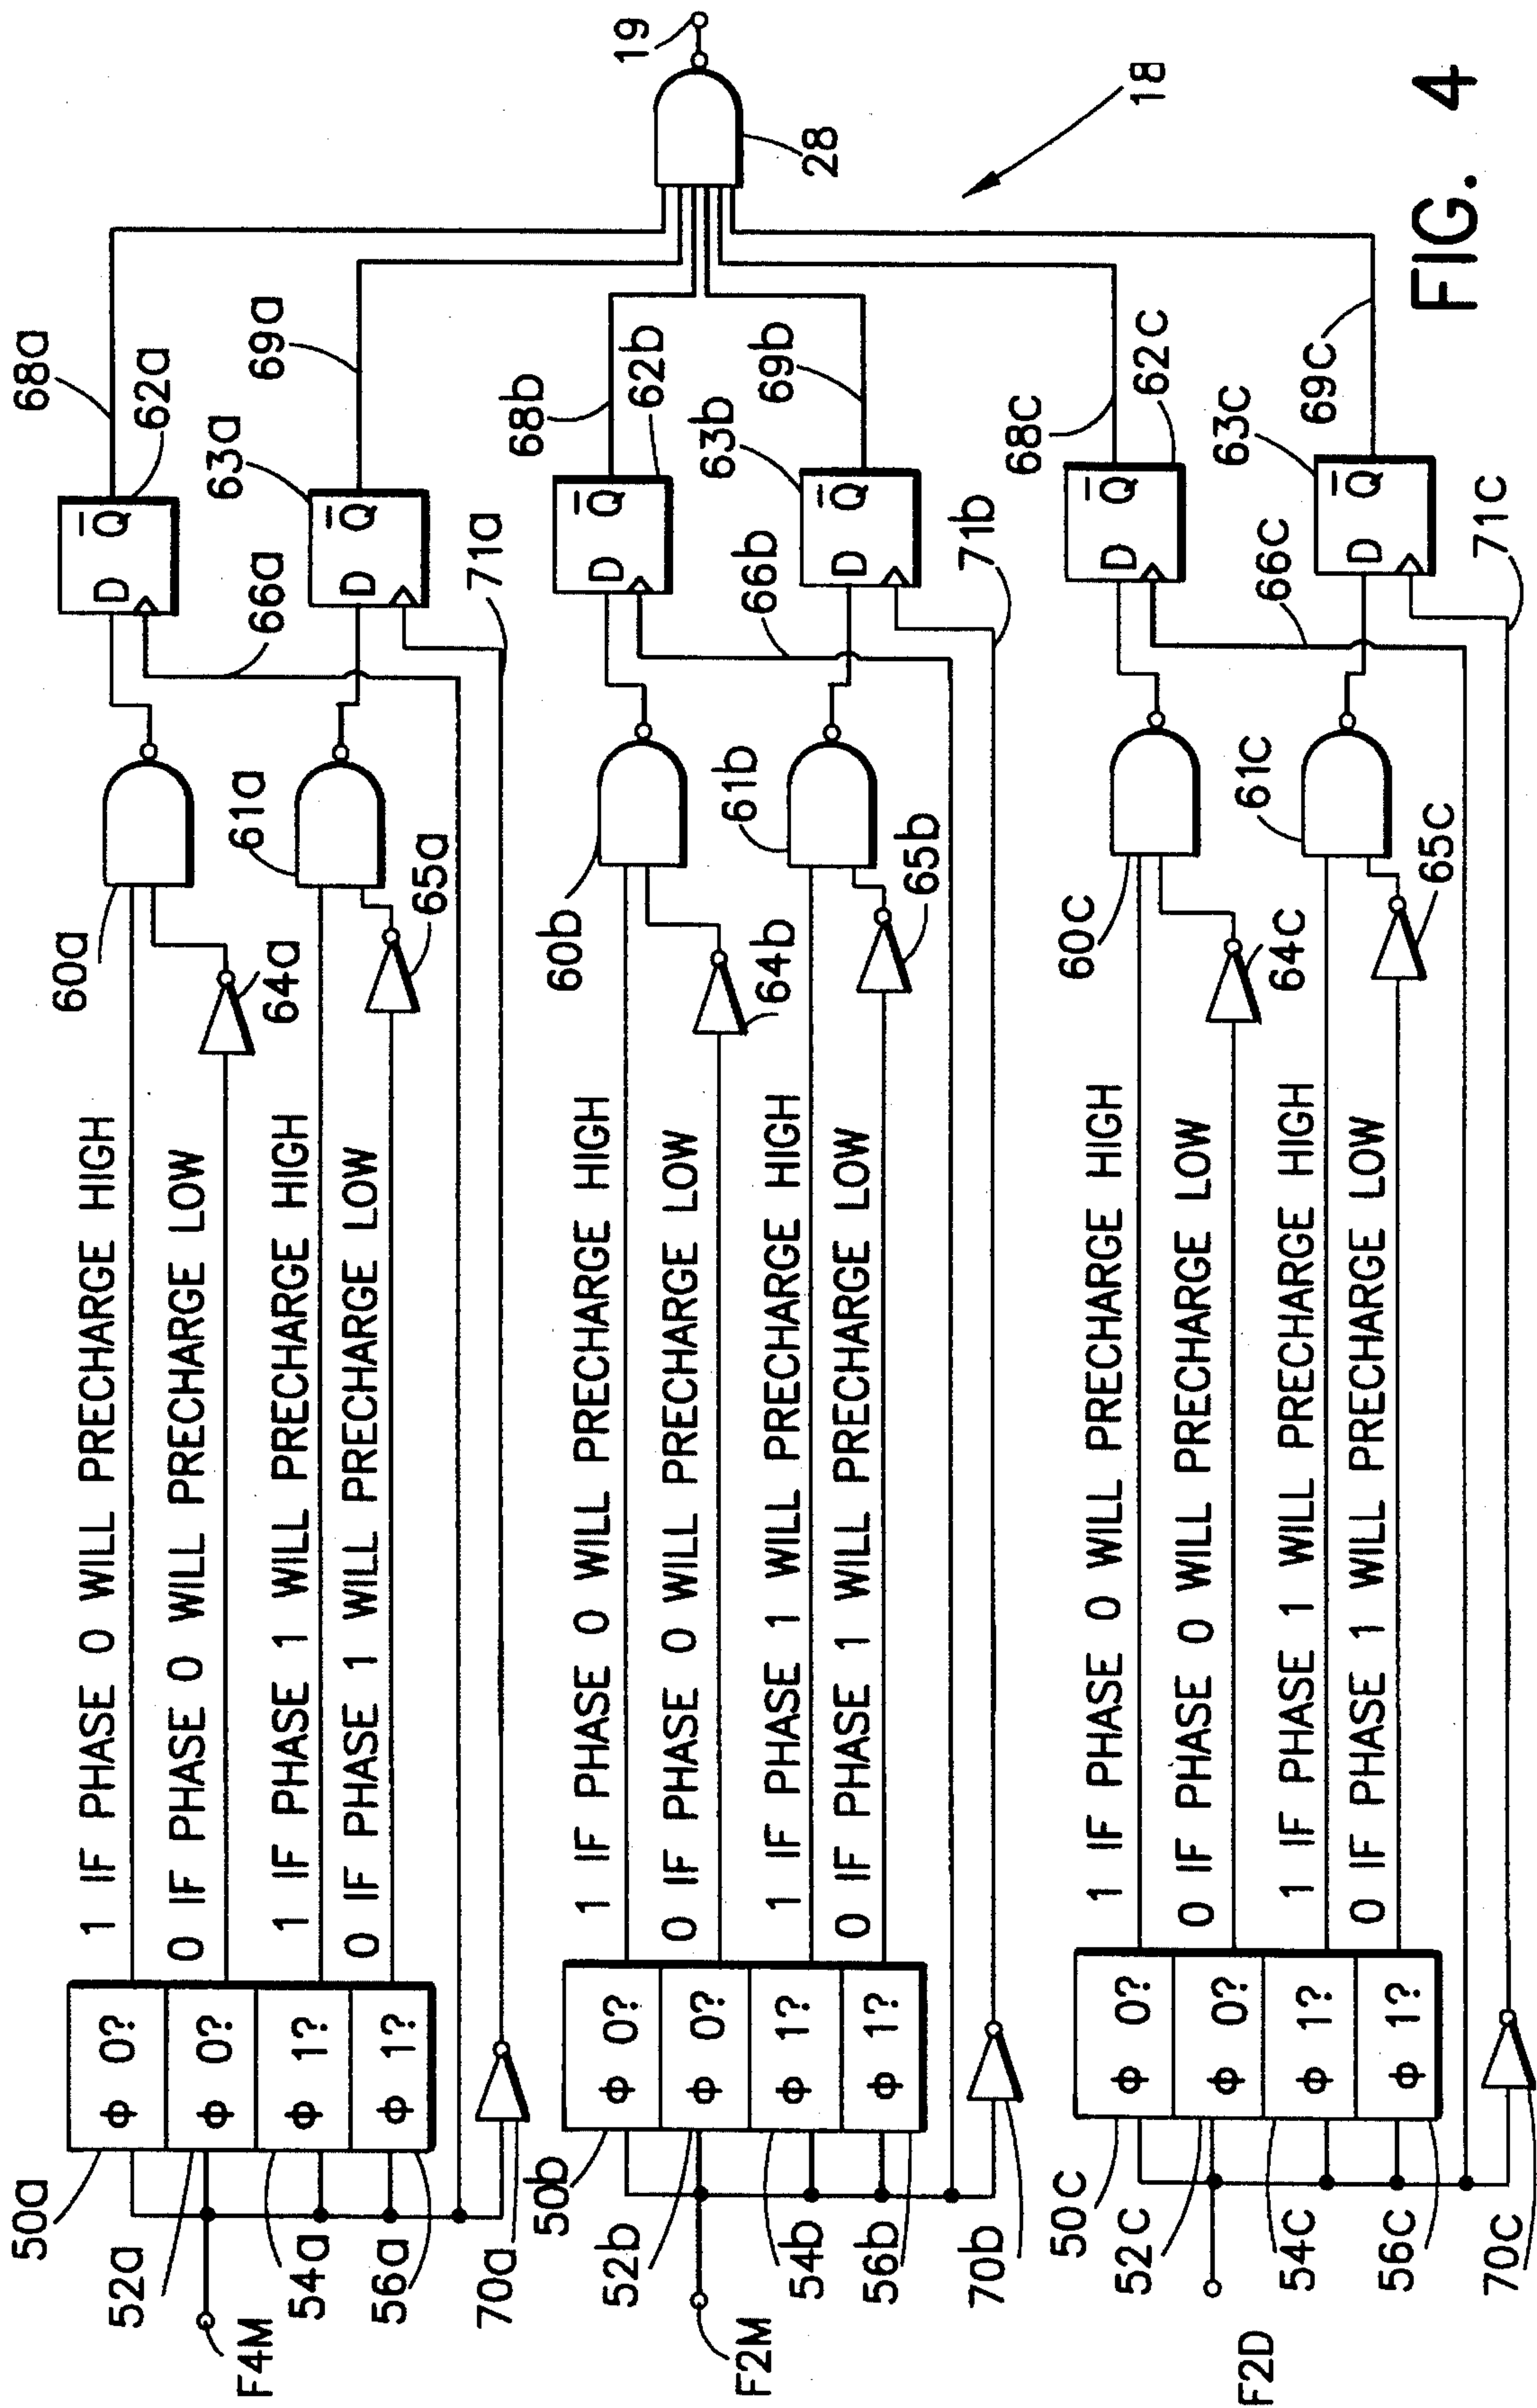 50a
Φ 0?
1 IF PHASE 0 WILL PRECHARGE HIGH
60a
D Q̅
62a
68a
52a
Φ 0?
0 IF PHASE 0 WILL PRECHARGE LOW
64a
66a
F4M
54a
Φ 1?
1 IF PHASE 1 WILL PRECHARGE HIGH
61a
D Q̅
63a
69a
56a
Φ 1?
0 IF PHASE 1 WILL PRECHARGE LOW
65a
70a
71a
50b
Φ 0?
1 IF PHASE 0 WILL PRECHARGE HIGH
60b
D Q̅
62b
68b
52b
Φ 0?
0 IF PHASE 0 WILL PRECHARGE LOW
64b
66b
F2M
54b
Φ 1?
1 IF PHASE 1 WILL PRECHARGE HIGH
61b
D Q̅
63b
69b
56b
Φ 1?
0 IF PHASE 1 WILL PRECHARGE LOW
65b
70b
71b
19
28
18
50C
Φ 0?
1 IF PHASE 0 WILL PRECHARGE HIGH
60C
D Q̅
62C
68C
52C
Φ 0?
0 IF PHASE 0 WILL PRECHARGE LOW
64C
66C
F2D
54C
Φ 1?
1 IF PHASE 1 WILL PRECHARGE HIGH
61C
D Q̅
63C
69C
56C
Φ 1?
0 IF PHASE 1 WILL PRECHARGE LOW
65C
70C
71C
FIG. 4